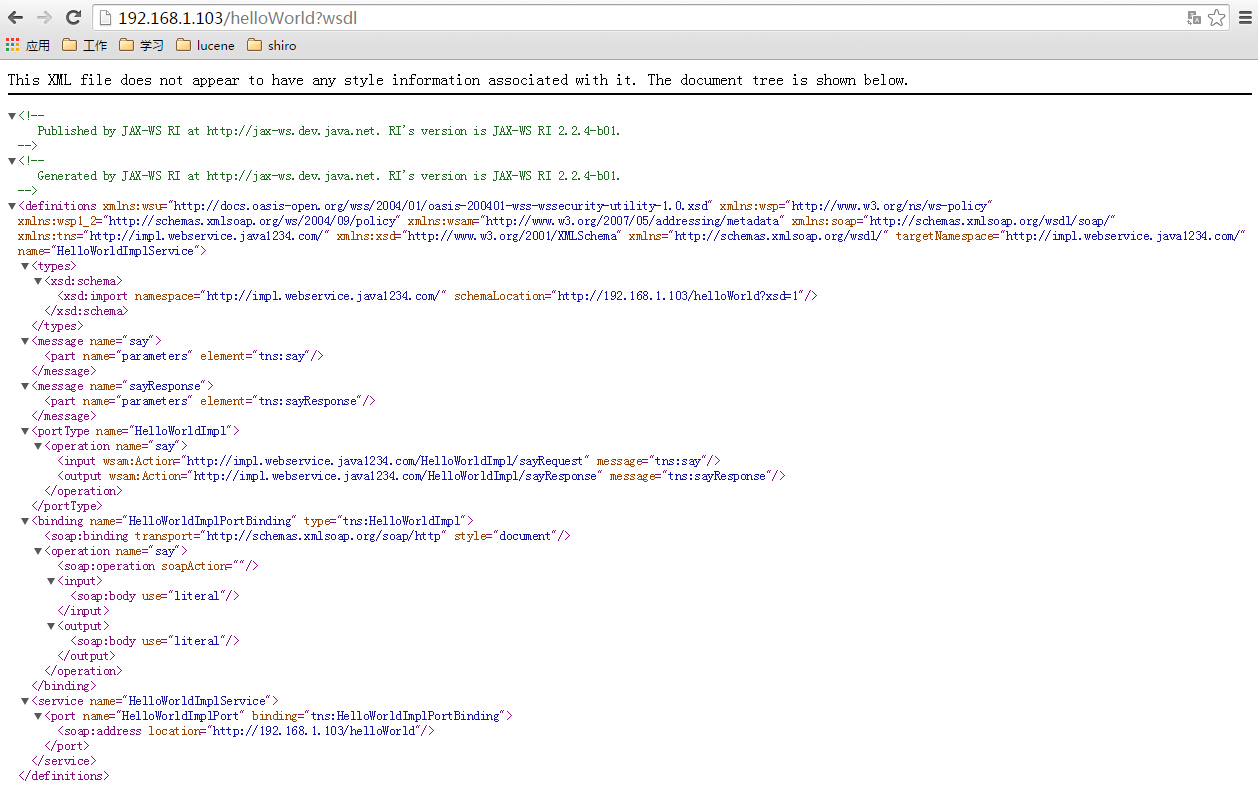 192.168.1.103/helloWorld?wsdl
应用 工作 学习 lucene shiro
This XML file does not appear to have any style information associated with it. The document tree is shown below.
▼<!--
Published by JAX-WS RI at http://jax-ws.dev.java.net. RI's version is JAX-WS RI 2.2.4-b01.
-->
▼<!--
Generated by JAX-WS RI at http://jax-ws.dev.java.net. RI's version is JAX-WS RI 2.2.4-b01.
-->
▼<definitions xmlns:wsu="http://docs.oasis-open.org/wss/2004/01/oasis-200401-wss-wssecurity-utility-1.0.xsd" xmlns:wsp="http://www.w3.org/ns/ws-policy"
xmlns:wsp1_2="http://schemas.xmlsoap.org/ws/2004/09/policy" xmlns:wsam="http://www.w3.org/2007/05/addressing/metadata" xmlns:soap="http://schemas.xmlsoap.org/wsdl/soap/"
xmlns:tns="http://impl.webservice.java1234.com/" xmlns:xsd="http://www.w3.org/2001/XMLSchema" xmlns="http://schemas.xmlsoap.org/wsdl/" targetNamespace="http://impl.webservice.java1234.com/"
name="HelloWorldImplService">
▼<types>
▼<xsd:schema>
<xsd:import namespace="http://impl.webservice.java1234.com/" schemaLocation="http://192.168.1.103/helloWorld?xsd=1"/>
</xsd:schema>
</types>
▼<message name="say">
<part name="parameters" element="tns:say"/>
</message>
▼<message name="sayResponse">
<part name="parameters" element="tns:sayResponse"/>
</message>
▼<portType name="HelloWorldImpl">
▼<operation name="say">
<input wsam:Action="http://impl.webservice.java1234.com/HelloWorldImpl/sayRequest" message="tns:say"/>
<output wsam:Action="http://impl.webservice.java1234.com/HelloWorldImpl/sayResponse" message="tns:sayResponse"/>
</operation>
</portType>
▼<binding name="HelloWorldImplPortBinding" type="tns:HelloWorldImpl">
<soap:binding transport="http://schemas.xmlsoap.org/soap/http" style="document"/>
▼<operation name="say">
<soap:operation soapAction=""/>
▼<input>
<soap:body use="literal"/>
</input>
▼<output>
<soap:body use="literal"/>
</output>
</operation>
</binding>
▼<service name="HelloWorldImplService">
▼<port name="HelloWorldImplPort" binding="tns:HelloWorldImplPortBinding">
<soap:address location="http://192.168.1.103/helloWorld"/>
</port>
</service>
</definitions>